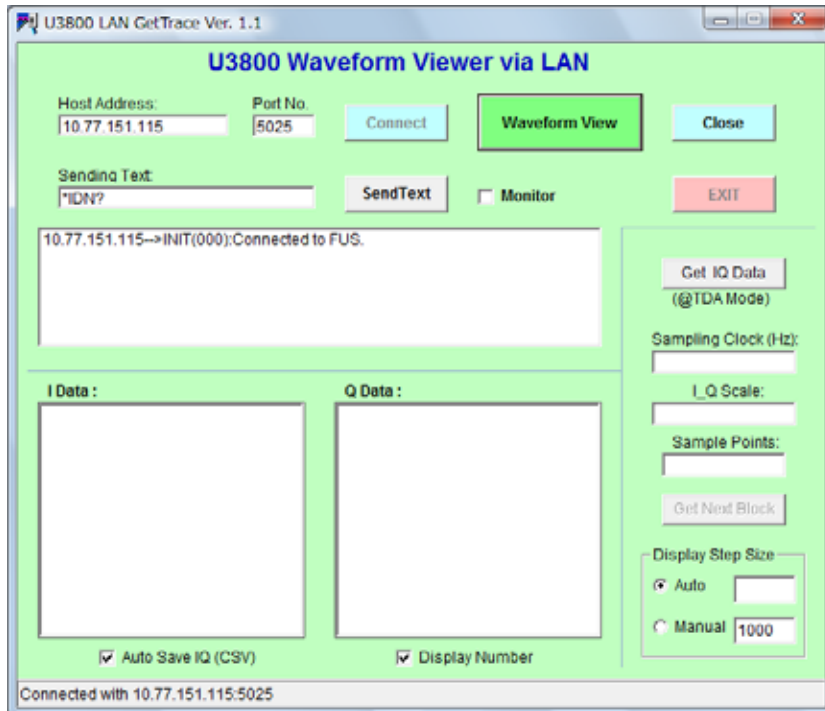 U3800 LAN GetTrace Ver. 1.1
U3800 Waveform Viewer via LAN
Host Address:
Port No.
10.77.151.115
5025
Connect
Waveform View
Close
Sending Text:
*IDN?
SendText
Monitor
EXIT
10.77.151.115-->INIT(000):Connected to FUS.
Get IQ Data
(@TDA Mode)
Sampling Clock (Hz):
I_Q Scale:
Sample Points:
Get Next Block
I Data :
Q Data :
Display Step Size
Auto
Manual
1000
Auto Save IQ (CSV)
Display Number
Connected with 10.77.151.115:5025